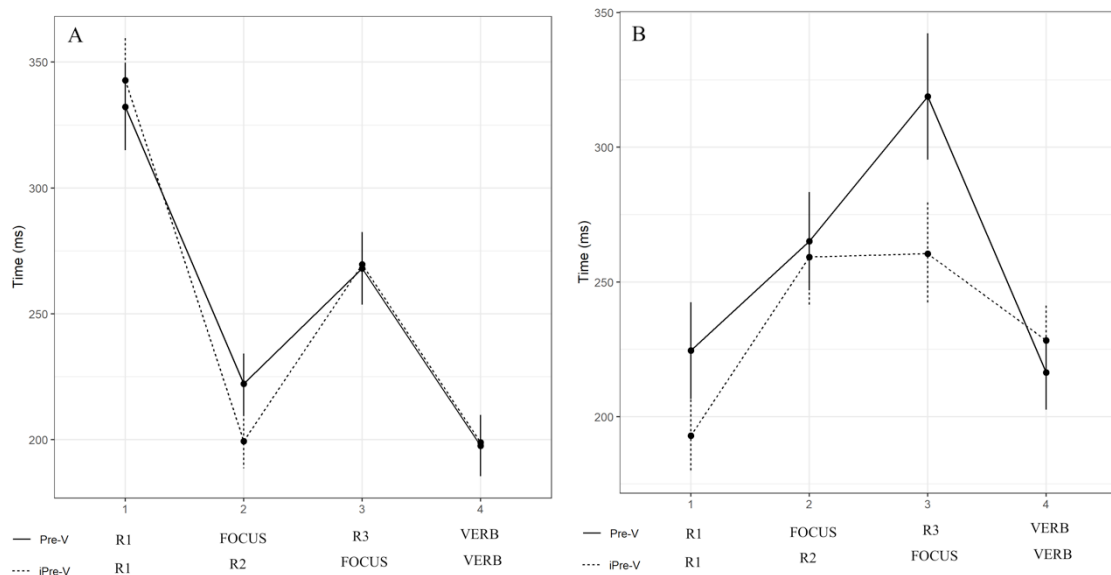 A
Time (ms)
350
300
250
200
1 2 3 4
Pre-V R1 FOCUS R3 VERB
iPre-V R1 R2 FOCUS VERB
B
Time (ms)
350
300
250
200
1 2 3 4
Pre-V R1 FOCUS R3 VERB
iPre-V R1 R2 FOCUS VERB